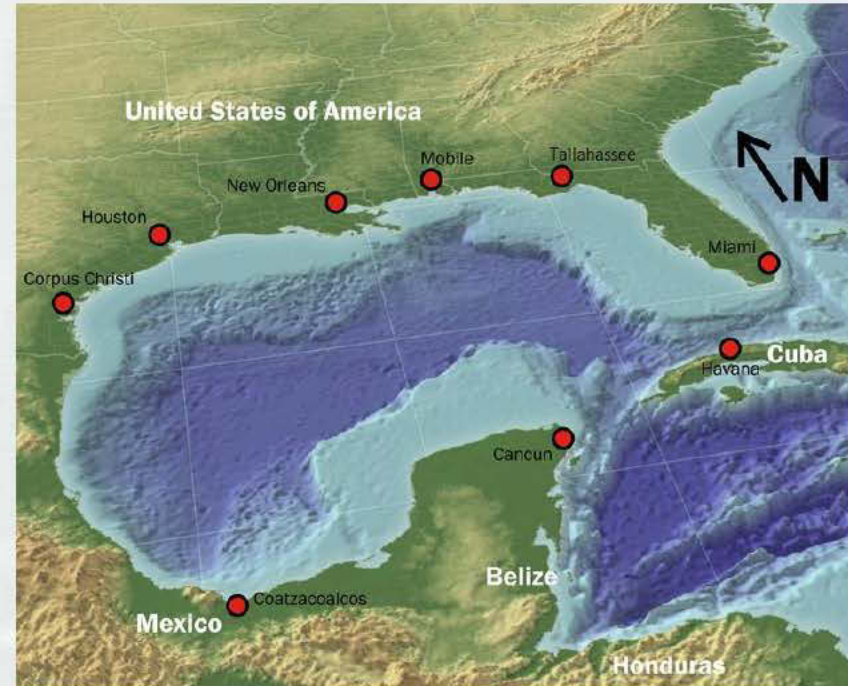 United States of America
Mobile
Tallahassee
New Orleans
N
Houston
Miami
Corpus Christi
Cuba
Havana
Cancun
Belize
Coatzacoalcos
Mexico
Honduras